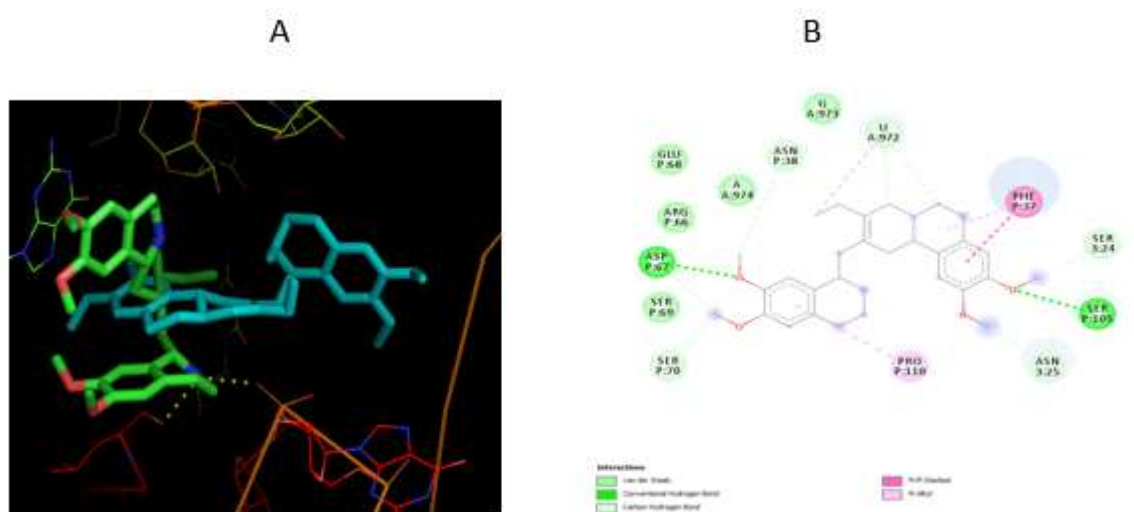 A
B
G
A:973
U
A:972
ASN
P:38
GLU
P:68
A
A:974
PHE
P:37
ARG
P:66
SER
3:24
ASP
P:67
SER
P:69
SER
P:105
SER
P:70
PRO
P:110
ASN
3:25
Interactions
van der Waals
Conventional Hydrogen Bond
Carbon Hydrogen Bond
Pi-Pi Stacked
Pi-Alkyl